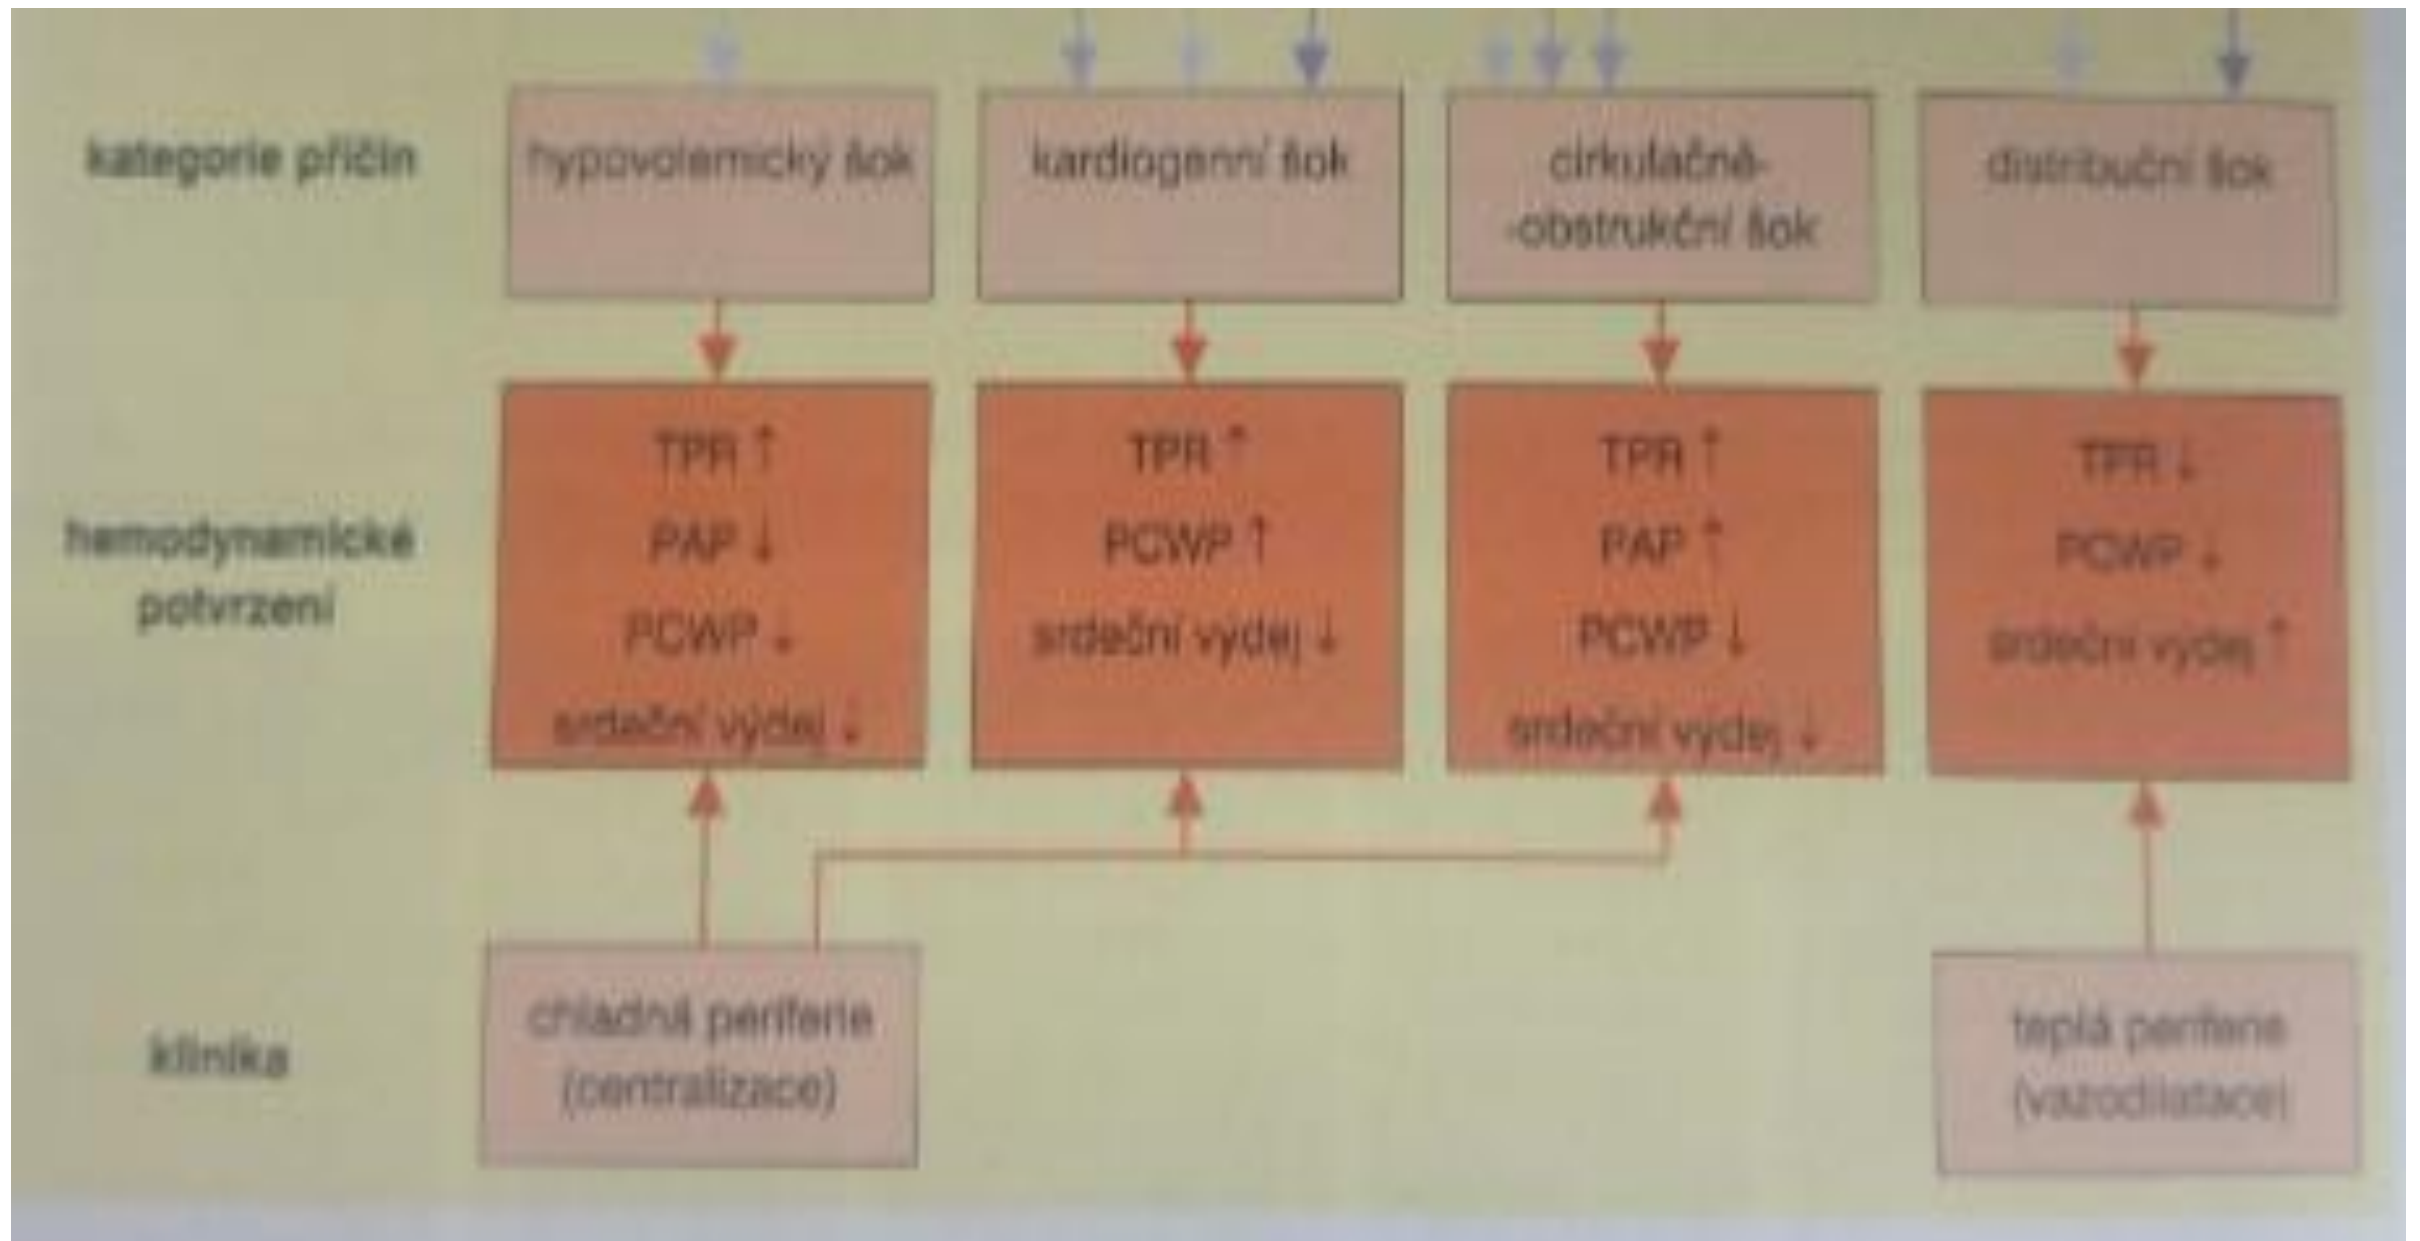 kategorie příčin
hypovolemický šok
kardiogenní šok
cirkulačně-
-obstrukční šok
distribuční šok
hemodynamické
potvrzení
TPR ↑
PAP ↓
PCWP ↓
srdeční výdej ↓
TPR ↑
PCWP ↑
srdeční výdej ↓
TPR ↑
PAP ↑
PCWP ↓
srdeční výdej ↓
TPR ↓
PCWP ↓
srdeční výdej ↑
klinika
chladná periferie
(centralizace)
teplá periferie
(vazodilatace)